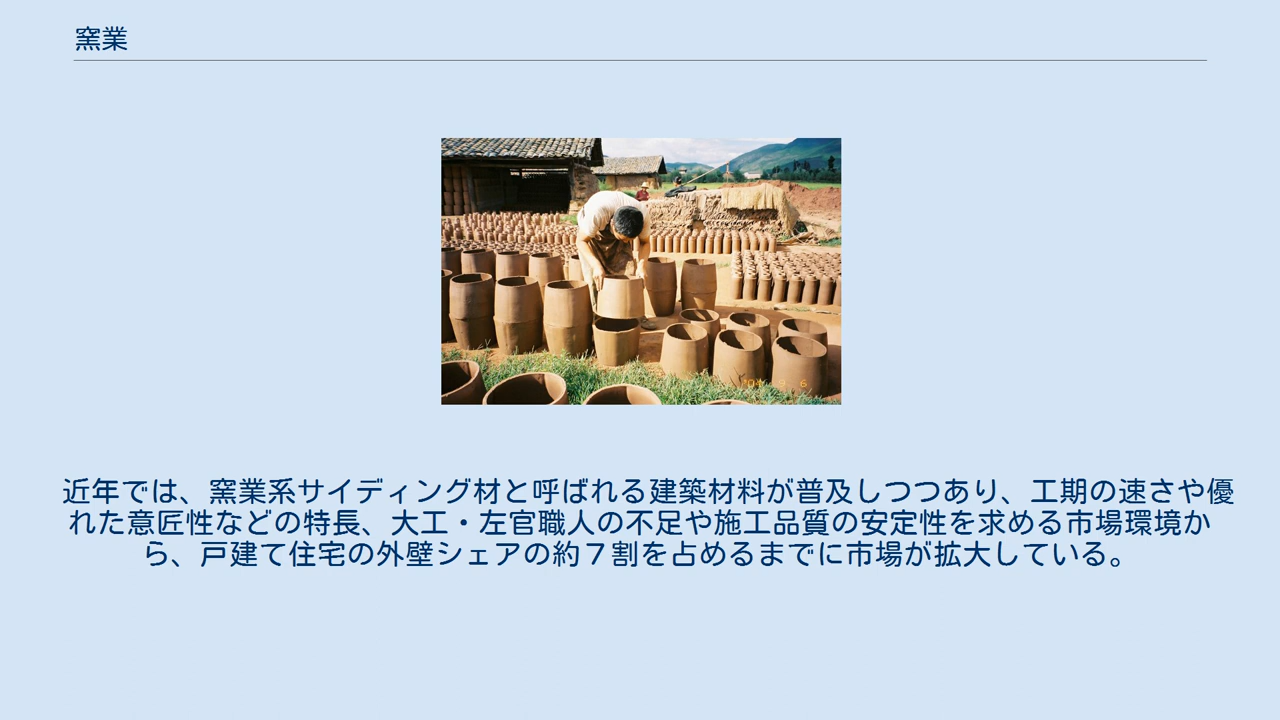 窯業
'04 9 6
近年では、窯業系サイディング材と呼ばれる建築材料が普及しつつあり、工期の速さや優
れた意匠性などの特長、大工・左官職人の不足や施工品質の安定性を求める市場環境か
ら、戸建て住宅の外壁シェアの約７割を占めるまでに市場が拡大している。